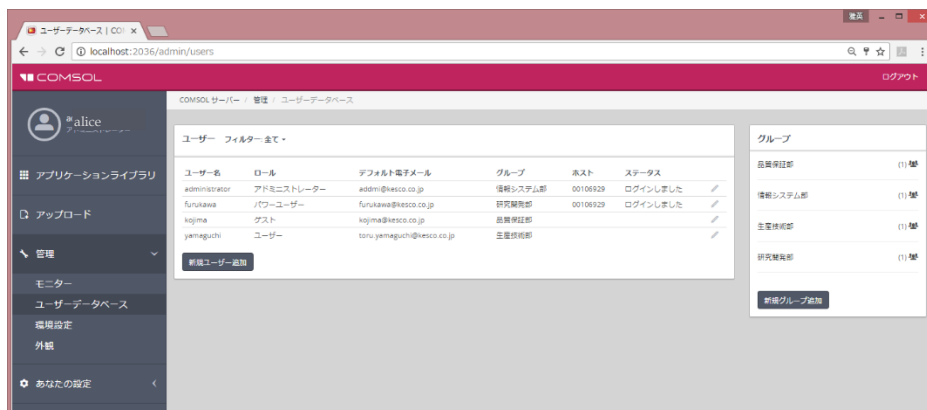 雅英
ユーザーデータベース | CO
localhost:2036/admin/users
COMSOL
ログアウト
COMSOL サーバー / 管理 / ユーザーデータベース
alice
アドミニストレーター
アプリケーションライブラリ
アップロード
管理
モニター
ユーザーデータベース
環境設定
外観
あなたの設定
ユーザー フィルター: 全て
ユーザー名 ロール デフォルト電子メール グループ ホスト ステータス
administrator アドミニストレーター addmi@kesco.co.jp 情報システム部 00106929 ログインしました
furukawa パワーユーザー furukawa@kesco.co.jp 研究開発部 00106929 ログインしました
kojima ゲスト kojima@kesco.co.jp 品質保証部
yamaguchi ユーザー toru.yamaguchi@kesco.co.jp 生産技術部
新規ユーザー追加
グループ
品質保証部 (1)
情報システム部 (1)
生産技術部 (1)
研究開発部 (1)
新規グループ追加